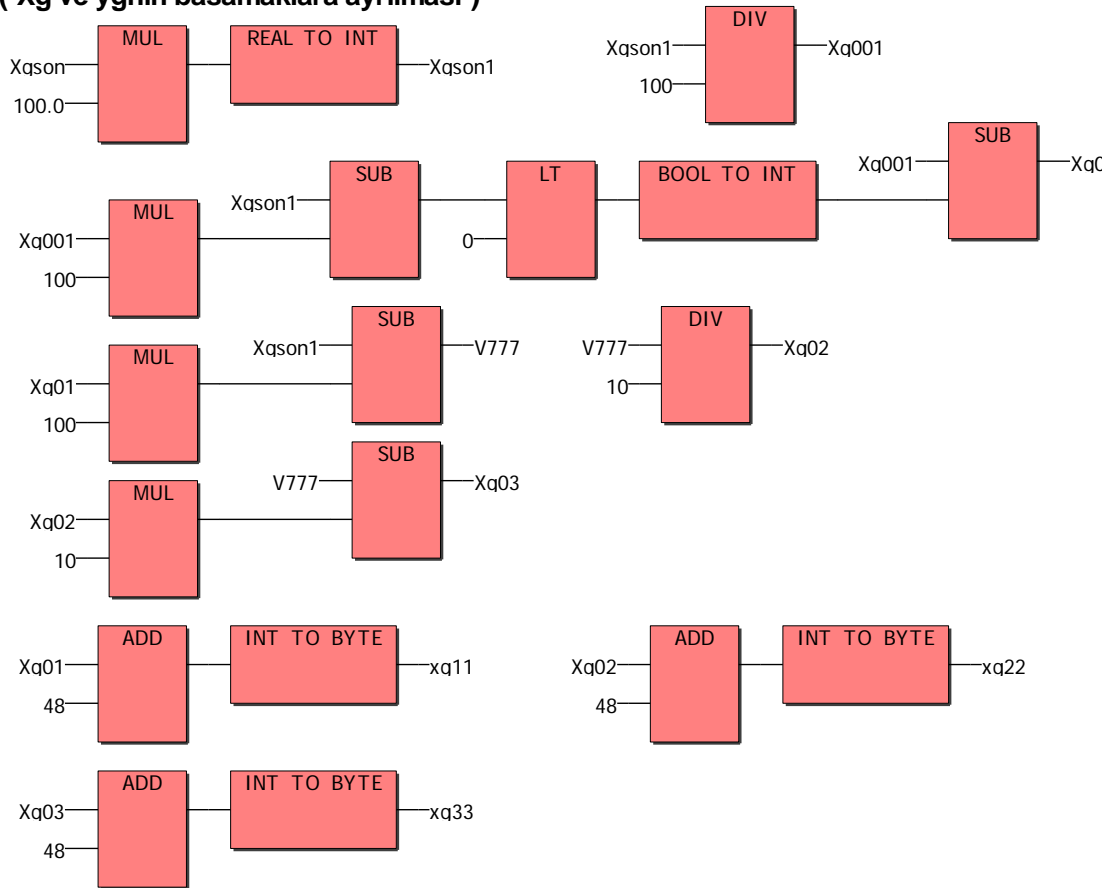 ( Xg ve ygnin basamaklara ayrılması )
MUL REAL TO INT DIV
Xgson Xgson1 Xgson1 Xg001
100.0 100
SUB LT BOOL TO INT SUB
MUL Xgson1 Xg001
Xg001 0
100
SUB DIV
MUL Xgson1 V777 V777 Xg02
Xg01 10
100
SUB
MUL V777 Xg03
Xg02
10
ADD INT TO BYTE ADD INT TO BYTE
Xg01 xg11 Xg02 xg22
48 48
ADD INT TO BYTE
Xg03 xg33
48